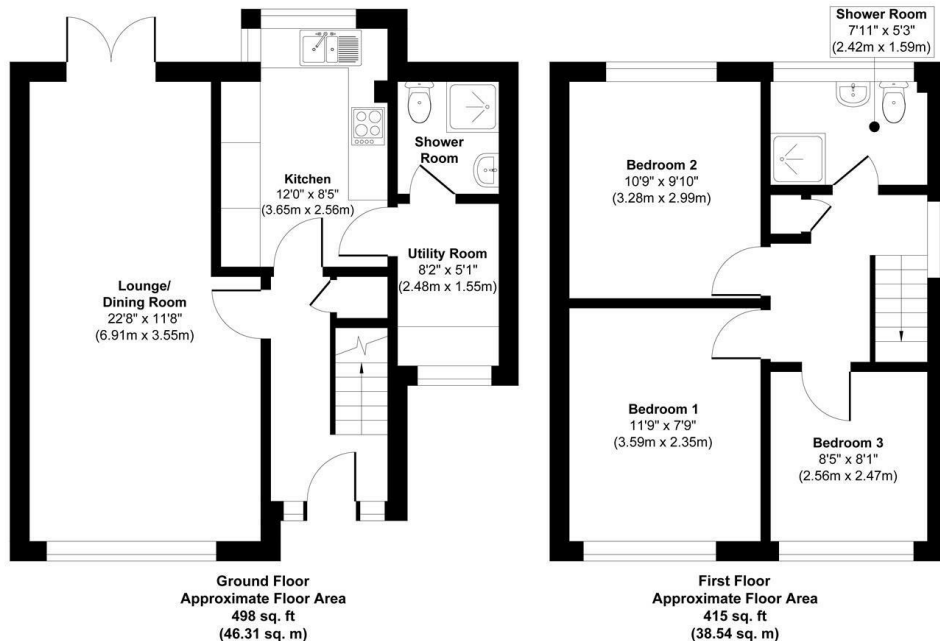 Kitchen
12'0" x 8'5"
(3.65m x 2.56m)
Shower
Room
Utility Room
8'2" x 5'1"
(2.48m x 1.55m)
Lounge/
Dining Room
22'8" x 11'8"
(6.91m x 3.55m)
Ground Floor
Approximate Floor Area
498 sq. ft
(46.31 sq. m)
Shower Room
7'11" x 5'3"
(2.42m x 1.59m)
Bedroom 2
10'9" x 9'10"
(3.28m x 2.99m)
Bedroom 1
11'9" x 7'9"
(3.59m x 2.35m)
Bedroom 3
8'5" x 8'1"
(2.56m x 2.47m)
First Floor
Approximate Floor Area
415 sq. ft
(38.54 sq. m)